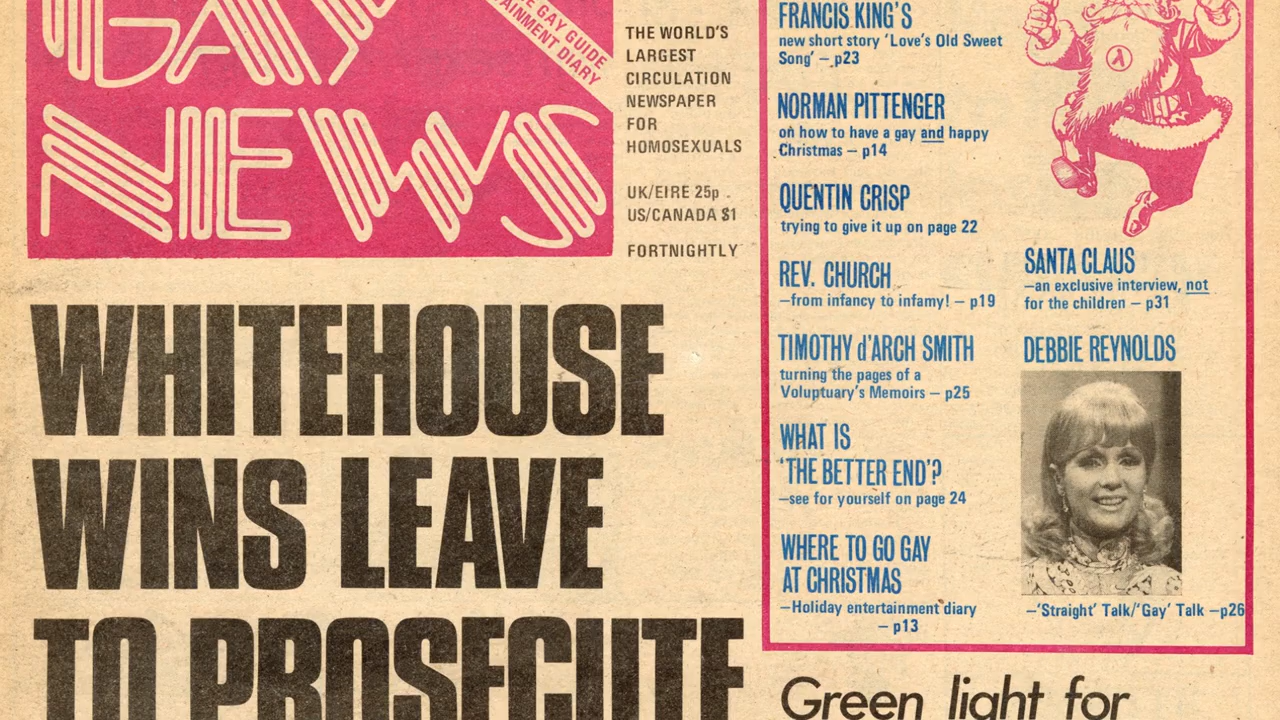 GAY
NEWS
GAY GUIDE
AINMENT DIARY
THE WORLD'S
LARGEST
CIRCULATION
NEWSPAPER
FOR
HOMOSEXUALS
UK/EIRE 25p
US/CANADA $1
FORTNIGHTLY
WHITEHOUSE
WINS LEAVE
TO PROSECUTE
FRANCIS KING'S
new short story 'Love's Old Sweet
Song' – p23
NORMAN PITTENGER
on how to have a gay and happy
Christmas – p14
QUENTIN CRISP
trying to give it up on page 22
REV. CHURCH
–from infancy to infamy! – p19
TIMOTHY d'ARCH SMITH
turning the pages of a
Voluptuary's Memoirs – p25
WHAT IS
'THE BETTER END'?
–see for yourself on page 24
WHERE TO GO GAY
AT CHRISTMAS
–Holiday entertainment diary
– p13
λ
SANTA CLAUS
–an exclusive interview, not
for the children – p31
DEBBIE REYNOLDS
–'Straight' Talk/'Gay' Talk –p26
Green light for